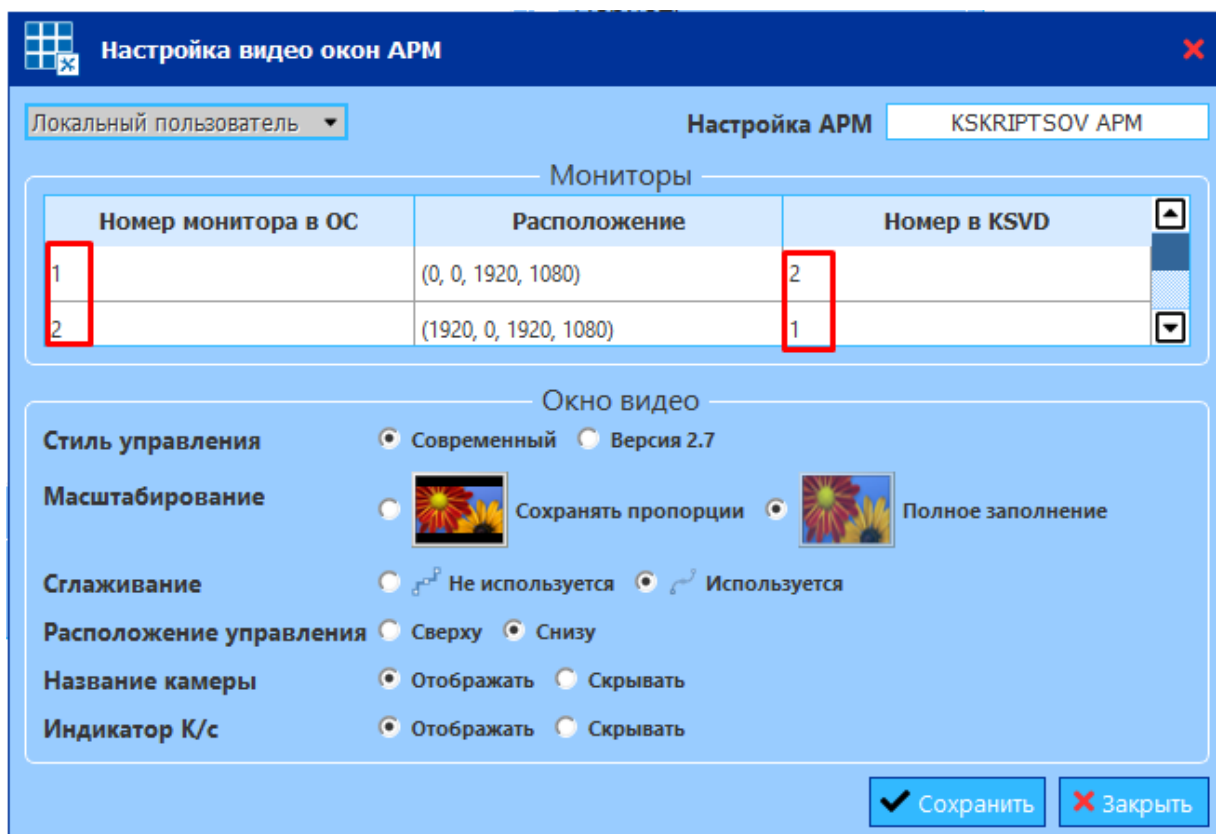 Настройка видео окон АРМ
Локальный пользователь Настройка АРМ KSKRIPTSOV АРМ
Мониторы
Номер монитора в ОС Расположение Номер в KSVD
1 (0, 0, 1920, 1080) 2
2 (1920, 0, 1920, 1080) 1
Окно видео
Стиль управления Современный Версия 2.7
Масштабирование Сохранять пропорции Полное заполнение
Сглаживание Не используется Используется
Расположение управления Сверху Снизу
Название камеры Отображать Скрывать
Индикатор К/с Отображать Скрывать
Сохранить Закрыть